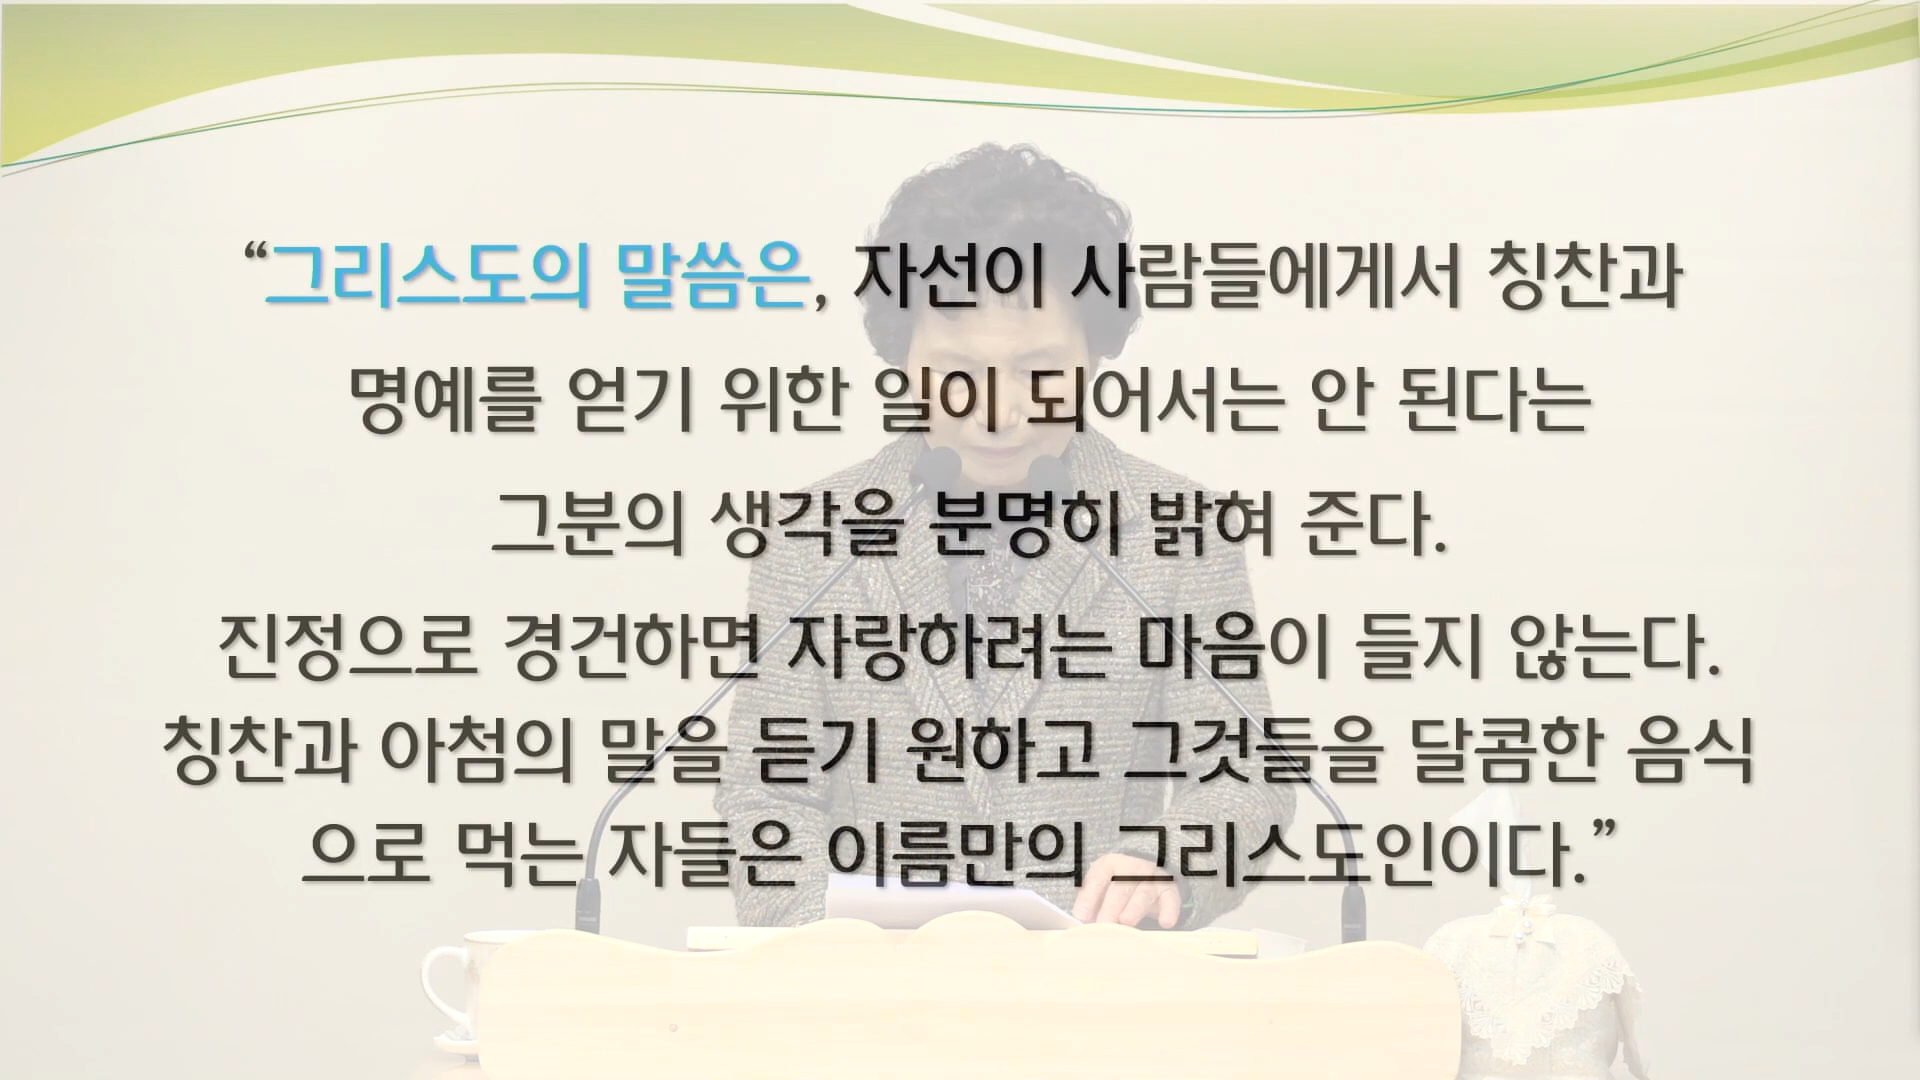 “그리스도의 말씀은, 자선이 사람들에게서 칭찬과
명예를 얻기 위한 일이 되어서는 안 된다는
그분의 생각을 분명히 밝혀 준다.
진정으로 경건하면 자랑하려는 마음이 들지 않는다.
칭찬과 아첨의 말을 듣기 원하고 그것들을 달콤한 음식
으로 먹는 자들은 이름만의 그리스도인이다.”